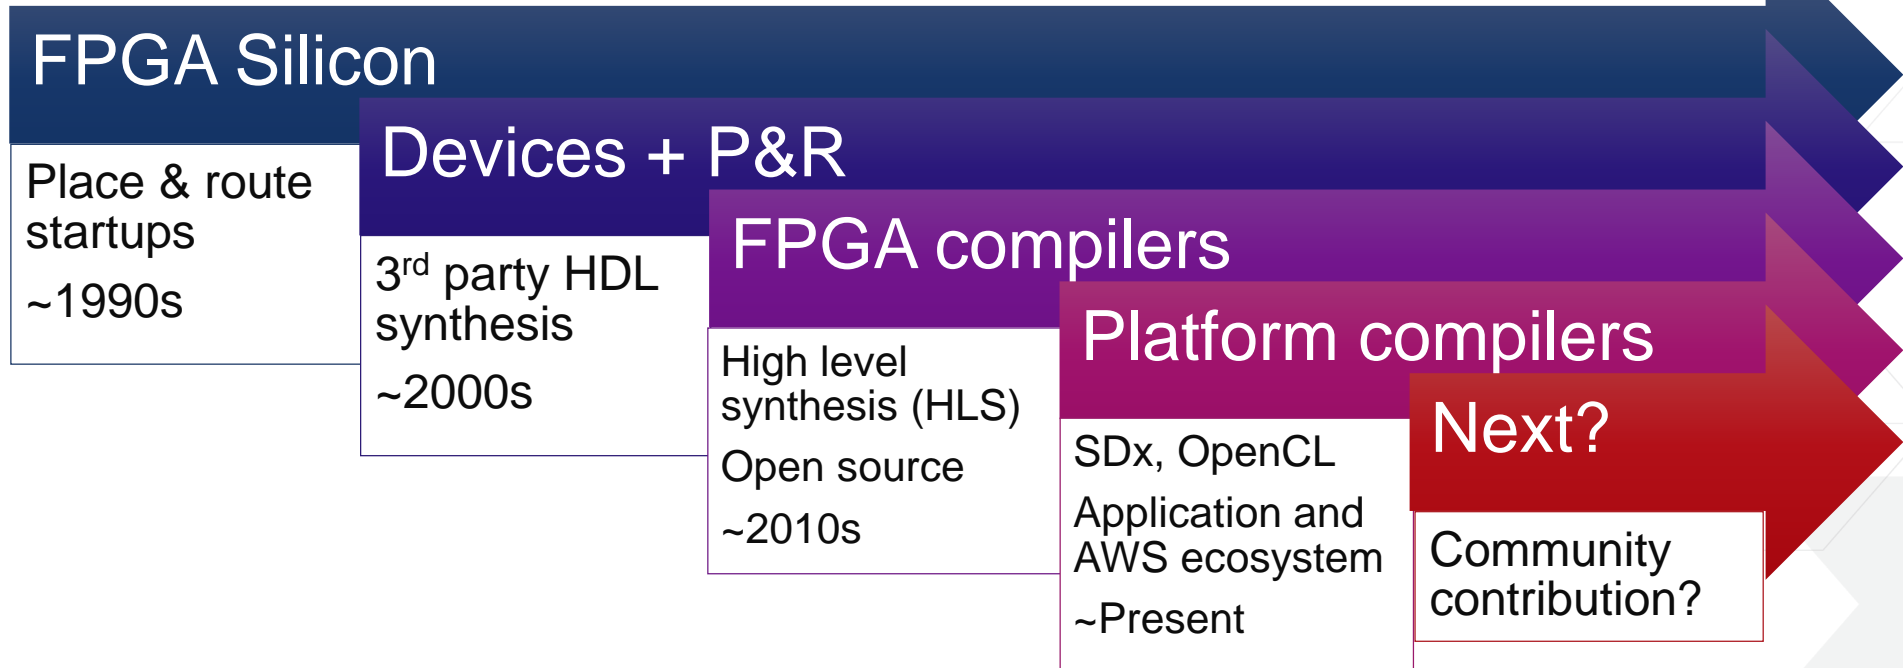 FPGA Silicon
Place & route
startups
~1990s
Devices + P&R
3rd party HDL
synthesis
~2000s
FPGA compilers
High level
synthesis (HLS)
Open source
~2010s
Platform compilers
SDx, OpenCL
Application and
AWS ecosystem
~Present
Next?
Community
contribution?